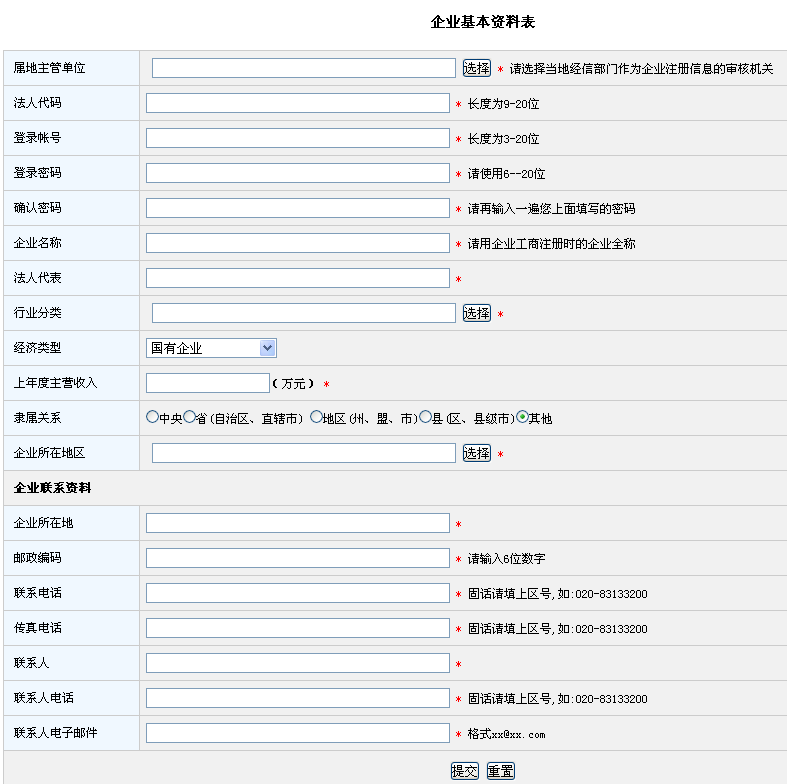 企业基本资料表
属地主管单位 选择 * 请选择当地经信部门作为企业注册信息的审核机关
法人代码 * 长度为9-20位
登录帐号 * 长度为3-20位
登录密码 * 请使用6--20位
确认密码 * 请再输入一遍您上面填写的密码
企业名称 * 请用企业工商注册时的企业全称
法人代表 *
行业分类 选择 *
经济类型 国有企业
上年度主营收入 (万元) *
隶属关系 中央 省(自治区、直辖市) 地区(州、盟、市) 县(区、县级市) 其他
企业所在地区 选择 *
企业联系资料
企业所在地 *
邮政编码 * 请输入6位数字
联系电话 * 固话请填上区号,如:020-83133200
传真电话 * 固话请填上区号,如:020-83133200
联系人 *
联系人电话 * 固话请填上区号,如:020-83133200
联系人电子邮件 * 格式xx@xx.com
提交 重置